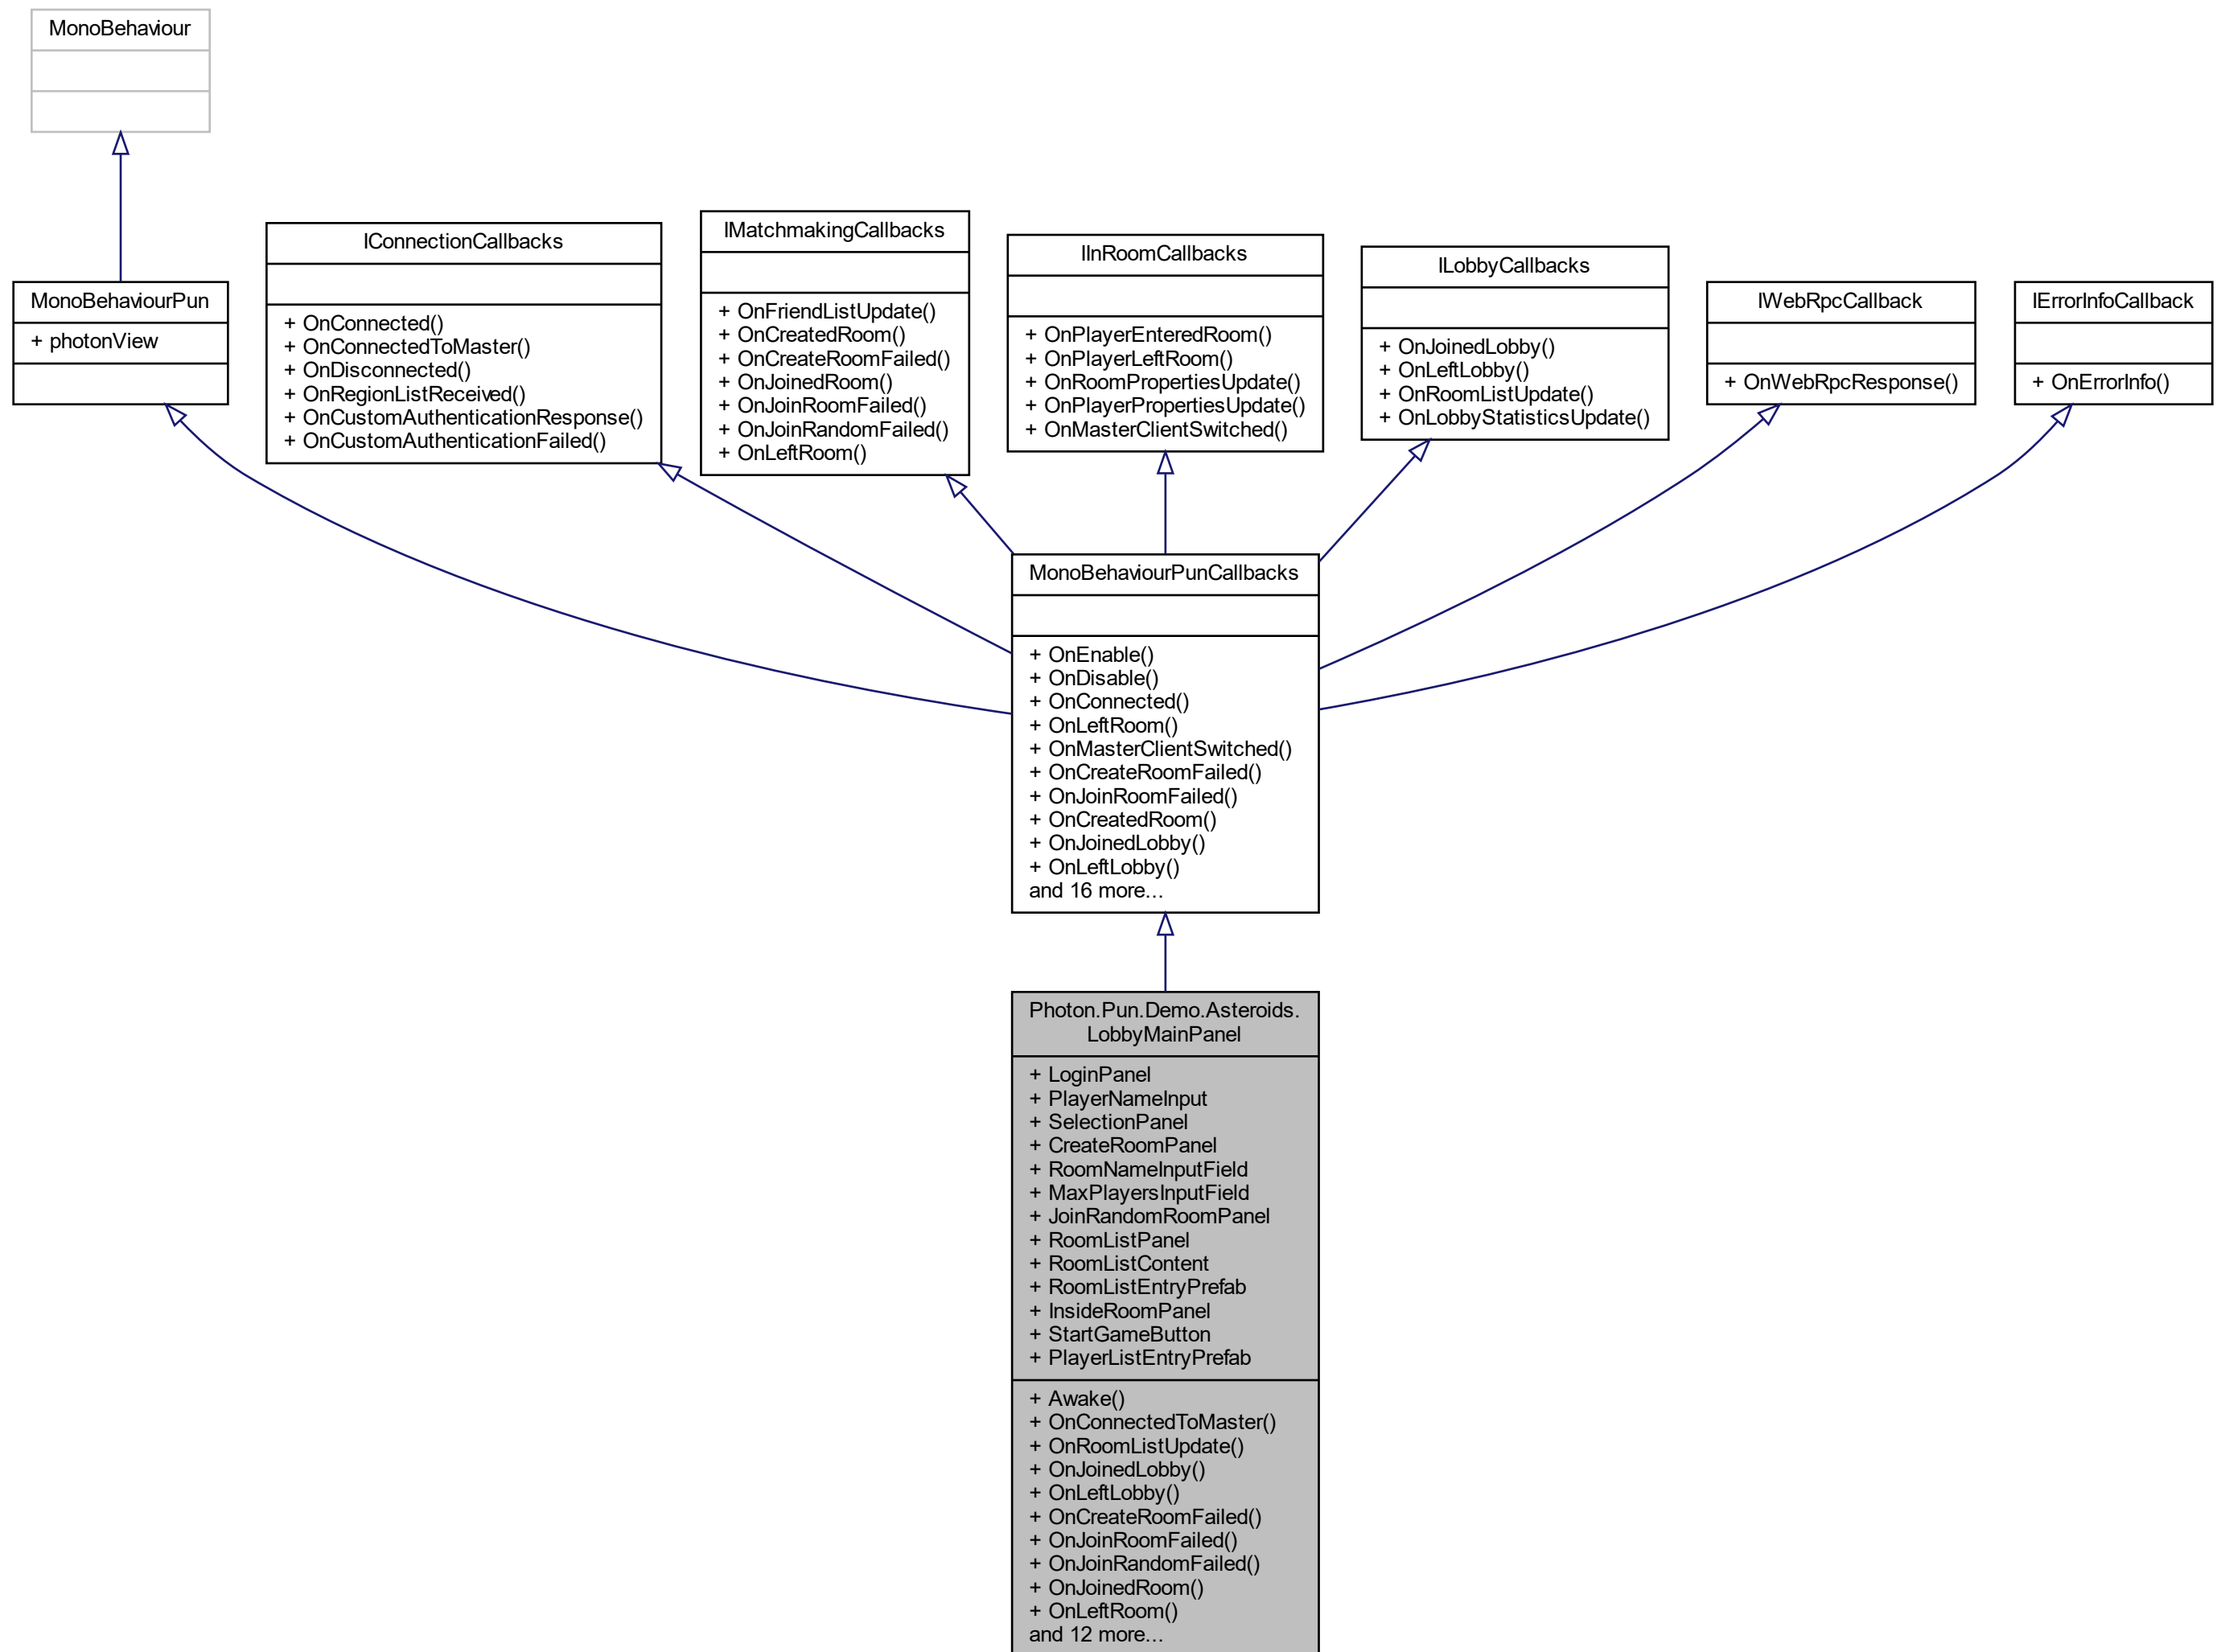 MonoBehaviour
MonoBehaviourPun
+ photonView
IConnectionCallbacks
+ OnConnected()
+ OnConnectedToMaster()
+ OnDisconnected()
+ OnRegionListReceived()
+ OnCustomAuthenticationResponse()
+ OnCustomAuthenticationFailed()
IMatchmakingCallbacks
+ OnFriendListUpdate()
+ OnCreatedRoom()
+ OnCreateRoomFailed()
+ OnJoinedRoom()
+ OnJoinRoomFailed()
+ OnJoinRandomFailed()
+ OnLeftRoom()
IInRoomCallbacks
+ OnPlayerEnteredRoom()
+ OnPlayerLeftRoom()
+ OnRoomPropertiesUpdate()
+ OnPlayerPropertiesUpdate()
+ OnMasterClientSwitched()
ILobbyCallbacks
+ OnJoinedLobby()
+ OnLeftLobby()
+ OnRoomListUpdate()
+ OnLobbyStatisticsUpdate()
IWebRpcCallback
+ OnWebRpcResponse()
IErrorInfoCallback
+ OnErrorInfo()
MonoBehaviourPunCallbacks
+ OnEnable()
+ OnDisable()
+ OnConnected()
+ OnLeftRoom()
+ OnMasterClientSwitched()
+ OnCreateRoomFailed()
+ OnJoinRoomFailed()
+ OnCreatedRoom()
+ OnJoinedLobby()
+ OnLeftLobby()
and 16 more...
Photon.Pun.Demo.Asteroids.
LobbyMainPanel
+ LoginPanel
+ PlayerNameInput
+ SelectionPanel
+ CreateRoomPanel
+ RoomNameInputField
+ MaxPlayersInputField
+ JoinRandomRoomPanel
+ RoomListPanel
+ RoomListContent
+ RoomListEntryPrefab
+ InsideRoomPanel
+ StartGameButton
+ PlayerListEntryPrefab
+ Awake()
+ OnConnectedToMaster()
+ OnRoomListUpdate()
+ OnJoinedLobby()
+ OnLeftLobby()
+ OnCreateRoomFailed()
+ OnJoinRoomFailed()
+ OnJoinRandomFailed()
+ OnJoinedRoom()
+ OnLeftRoom()
and 12 more...